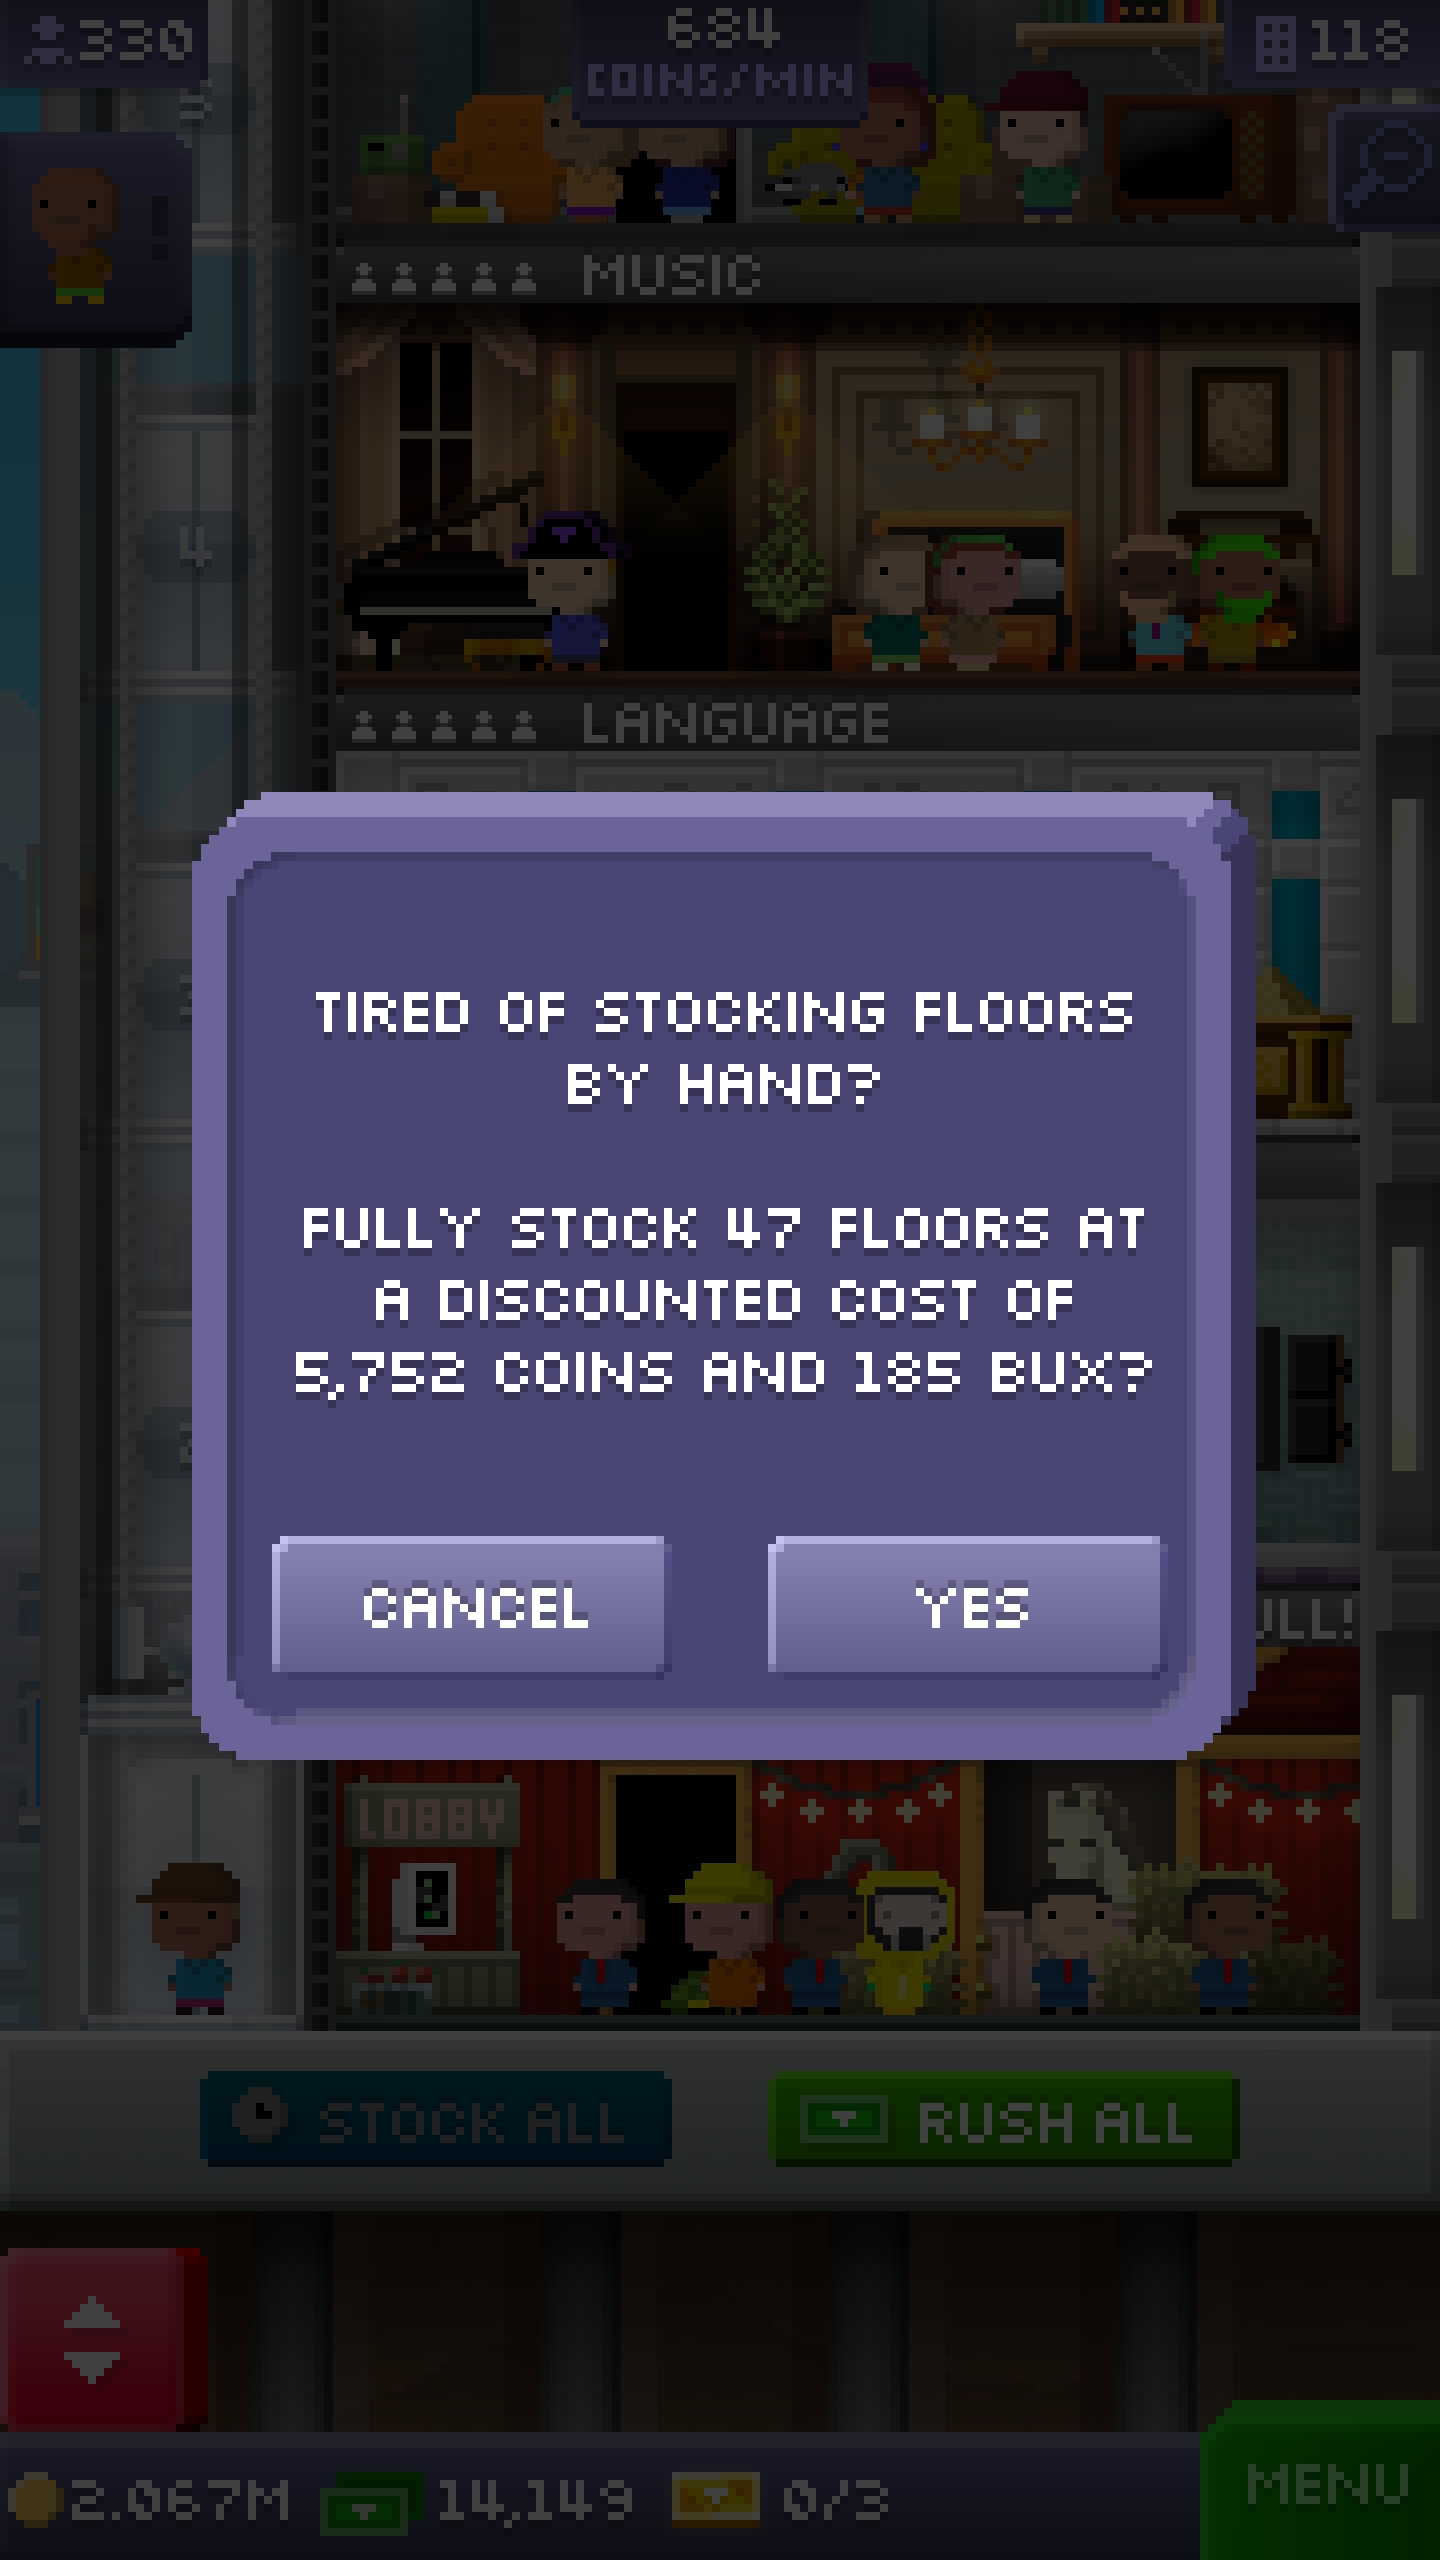 330
684
COINS/MIN
118
5
MUSIC
4
LANGUAGE
TIRED OF STOCKING FLOORS
BY HAND?
FULLY STOCK 47 FLOORS AT
A DISCOUNTED COST OF
5,752 COINS AND 185 BUX?
CANCEL
YES
LOBBY
STOCK ALL
RUSH ALL
2.067M
14,149
0/3
MENU